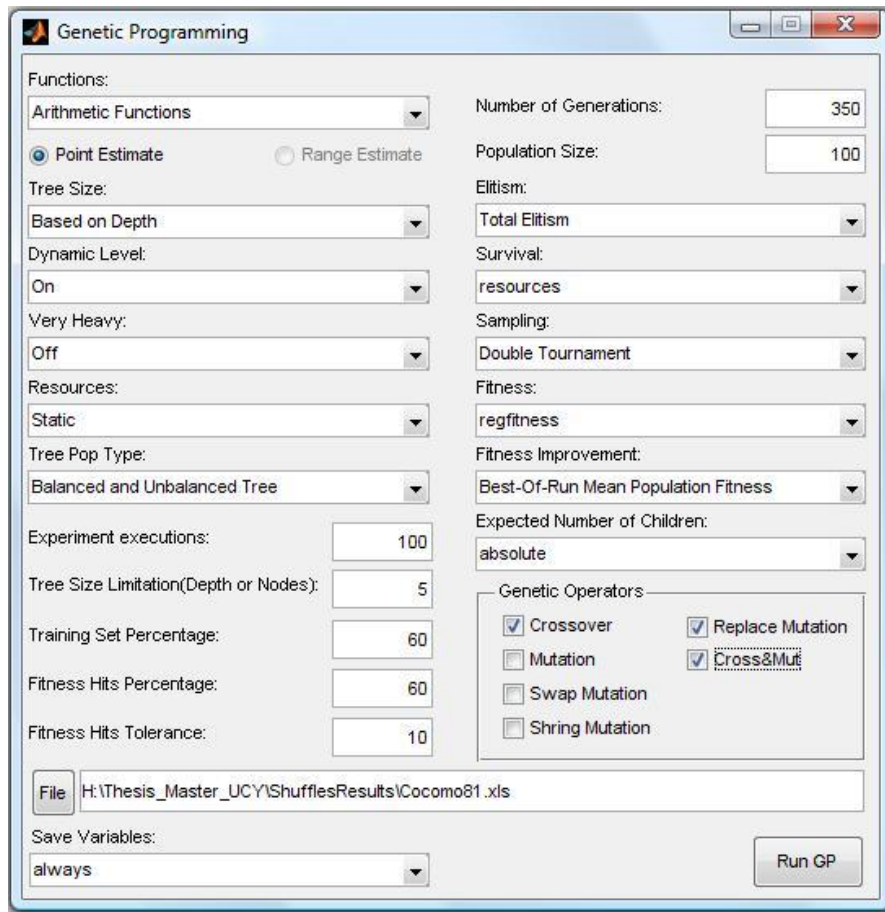 Genetic Programming
Functions:
Arithmetic Functions
Point Estimate
Range Estimate
Tree Size:
Based on Depth
Dynamic Level:
On
Very Heavy:
Off
Resources:
Static
Tree Pop Type:
Balanced and Unbalanced Tree
Experiment executions:
100
Tree Size Limitation(Depth or Nodes):
5
Training Set Percentage:
60
Fitness Hits Percentage:
60
Fitness Hits Tolerance:
10
Number of Generations:
350
Population Size:
100
Elitism:
Total Elitism
Survival:
resources
Sampling:
Double Tournament
Fitness:
regfitness
Fitness Improvement:
Best-Of-Run Mean Population Fitness
Expected Number of Children:
absolute
Genetic Operators
Crossover
Replace Mutation
Mutation
Cross&Mut
Swap Mutation
Shring Mutation
File
H:\Thesis_Master_UCY\ShufflesResults\Cocomo81.xls
Save Variables:
always
Run GP